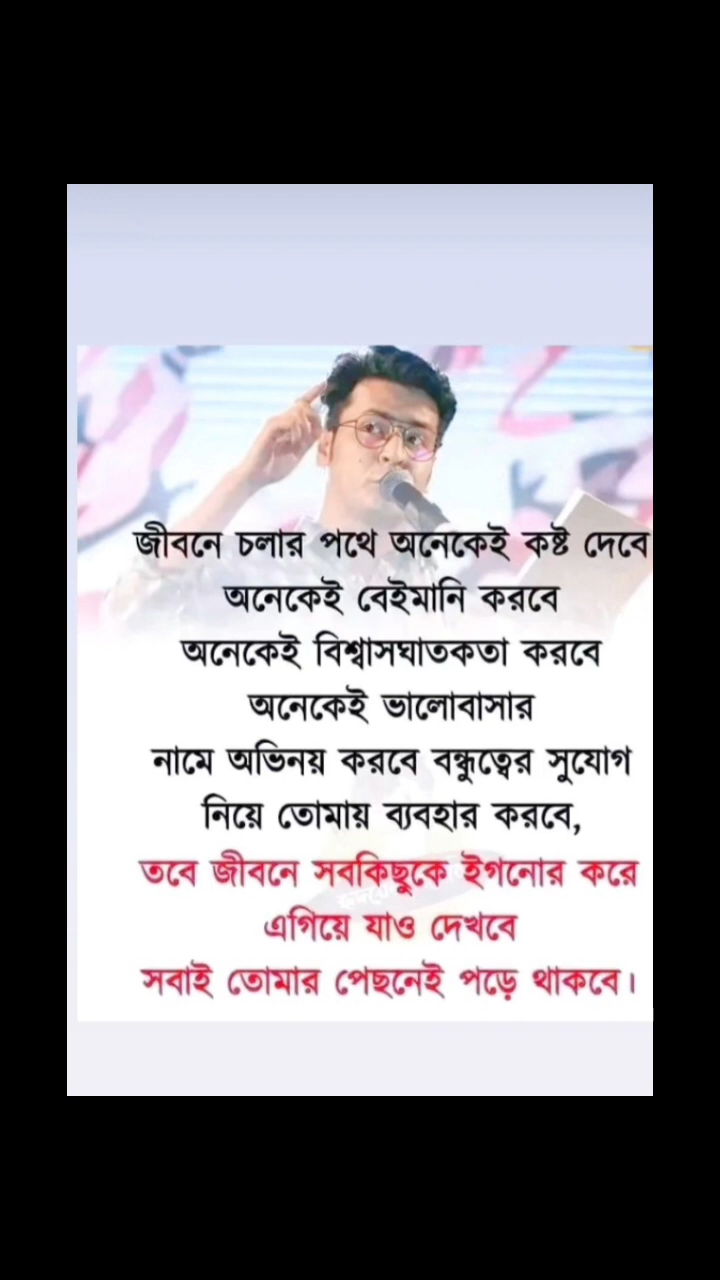 জীবনে চলার পথে অনেকেই কষ্ট দেবে
অনেকেই বেইমানি করবে
অনেকেই বিশ্বাসঘাতকতা করবে
অনেকেই ভালোবাসার
নামে অভিনয় করবে বন্ধুত্বের সুযোগ
নিয়ে তোমায় ব্যবহার করবে,
তবে জীবনে সবকিছুকে ইগনোর করে
এগিয়ে যাও দেখবে
সবাই তোমার পেছনেই পড়ে থাকবে।